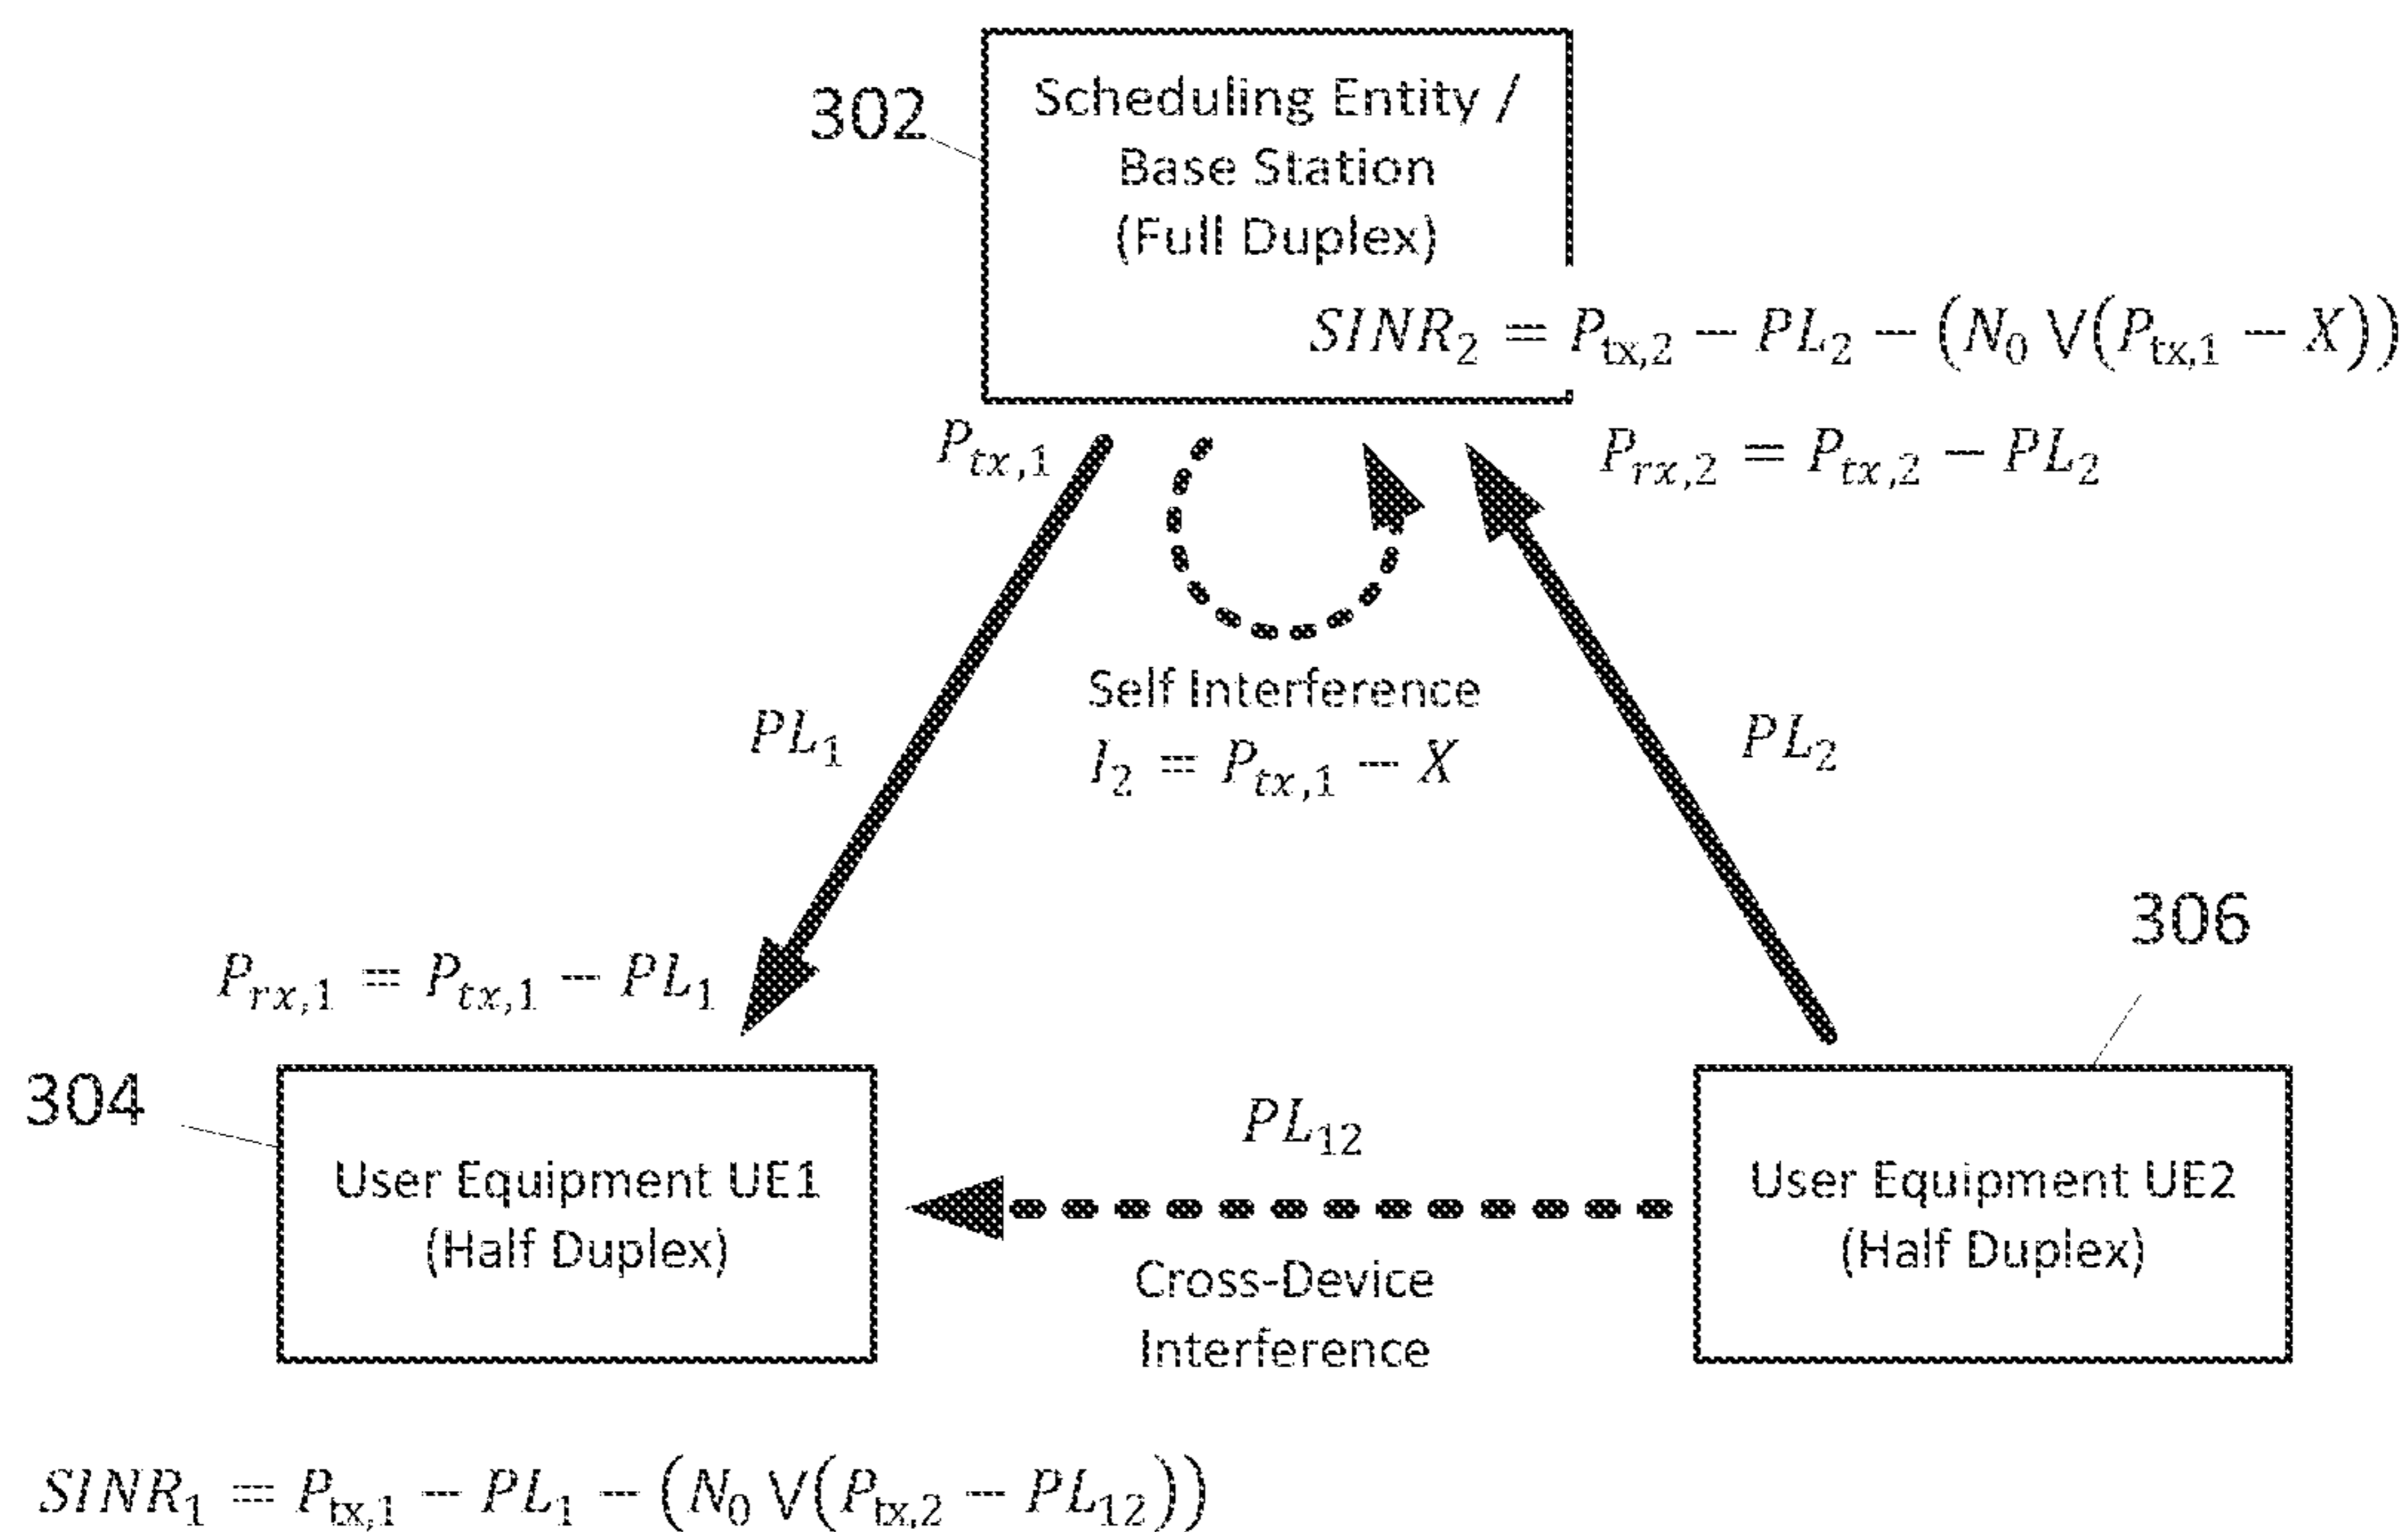 302
Scheduling Entity /
Base Station
(Full Duplex)
SINR₂ = P_tx,2 − PL₂ − (N₀ ∨ (P_tx,1 − X))
P_tx,1
P_rx,2 = P_tx,2 − PL₂
Self Interference
I₂ = P_tx,1 − X
PL₁
PL₂
306
P_rx,1 = P_tx,1 − PL₁
304
User Equipment UE1
(Half Duplex)
PL₁₂
Cross-Device
Interference
User Equipment UE2
(Half Duplex)
SINR₁ = P_tx,1 − PL₁ − (N₀ ∨ (P_tx,2 − PL₁₂))